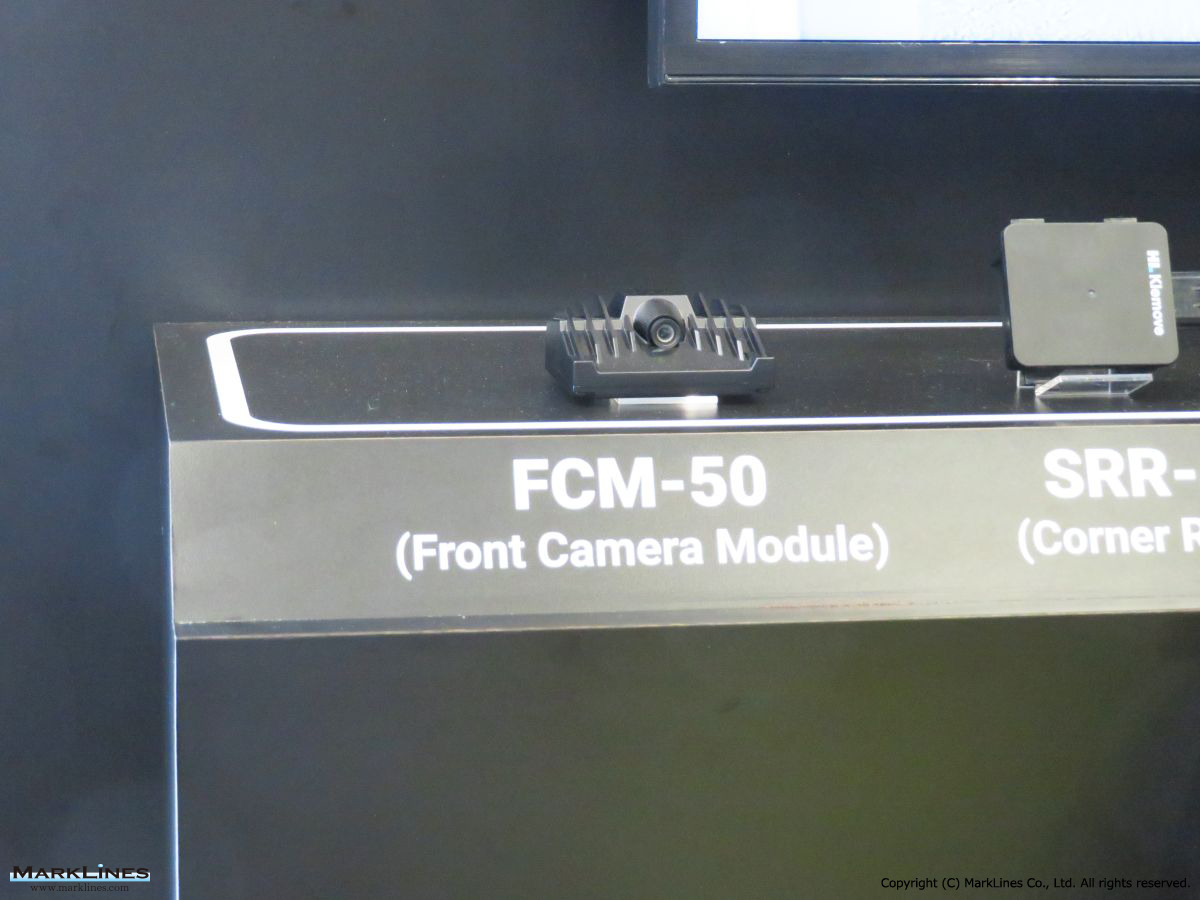 HL Klemove
FCM-50
(Front Camera Module)
SRR-
(Corner R
MARKLINES
www.marklines.com
Copyright (C) MarkLines Co., Ltd. All rights reserved.